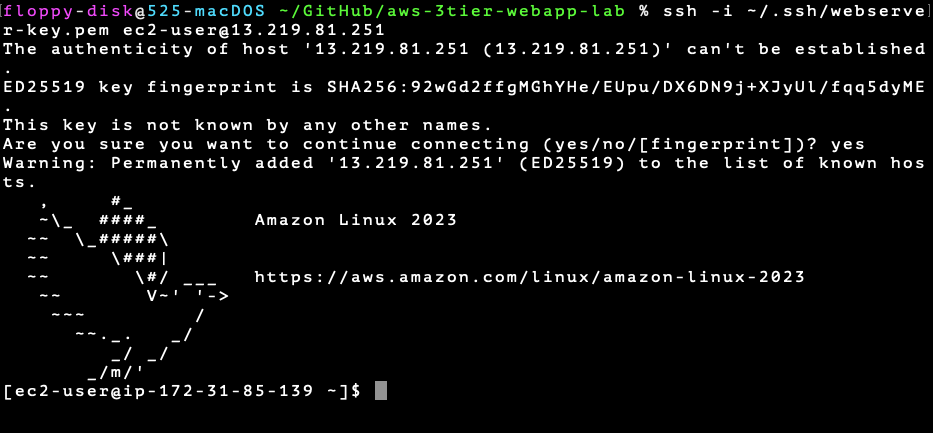 [floppy-disk@525-macDOS ~/GitHub/aws-3tier-webapp-lab % ssh -i ~/.ssh/webserve]
r-key.pem ec2-user@13.219.81.251
The authenticity of host '13.219.81.251 (13.219.81.251)' can't be established
.
ED25519 key fingerprint is SHA256:92wGd2ffgMGhYHe/EUpu/DX6DN9j+XJyUl/fqq5dyME
.
This key is not known by any other names.
Are you sure you want to continue connecting (yes/no/[fingerprint])? yes
Warning: Permanently added '13.219.81.251' (ED25519) to the list of known hos
ts.
   ,     #_
   ~\_  ####_        Amazon Linux 2023
  ~~  \_#####\
  ~~     \###|
  ~~       \#/ ___   https://aws.amazon.com/linux/amazon-linux-2023
   ~~       V~' '->
    ~~~         /
      ~~._.   _/
         _/ _/
       _/m/'
[ec2-user@ip-172-31-85-139 ~]$